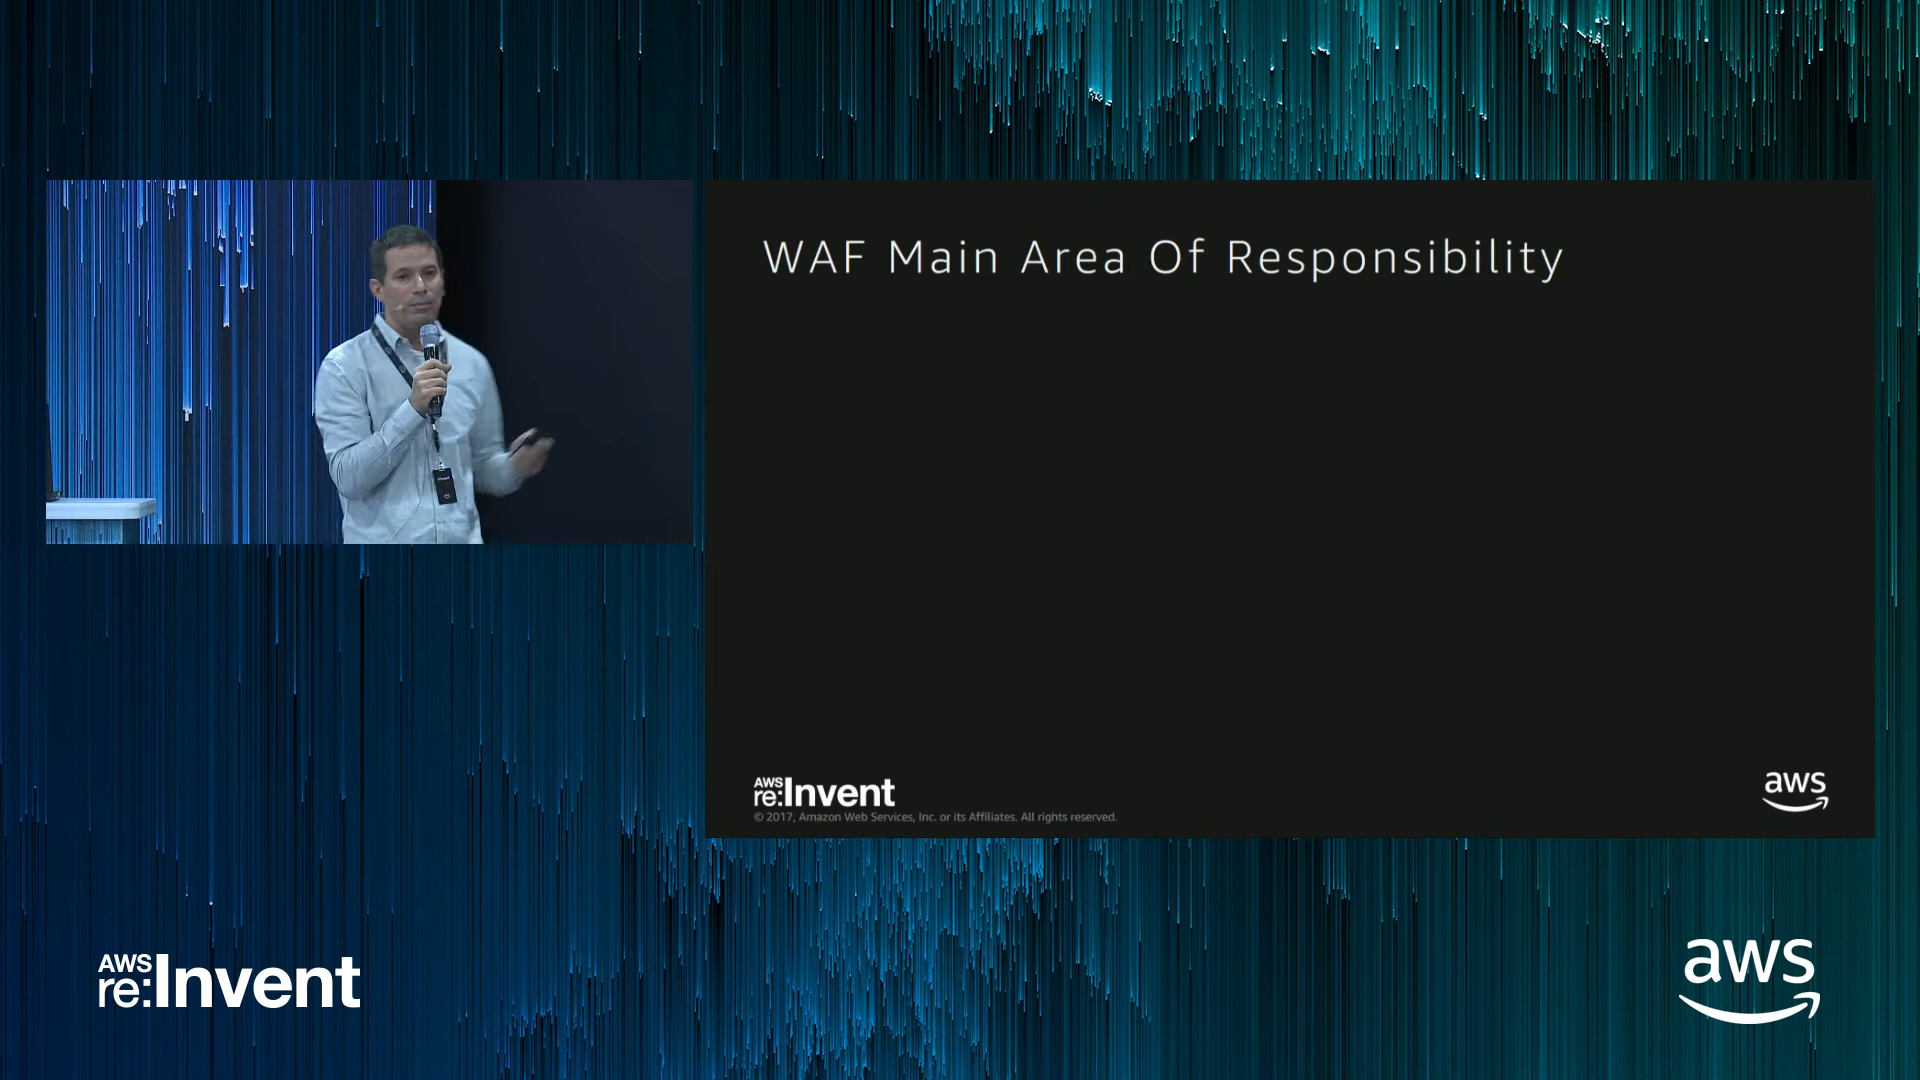 WAF Main Area Of Responsibility
AWS
re:Invent
© 2017, Amazon Web Services, Inc. or its Affiliates. All rights reserved.
aws
AWS
re:Invent
aws